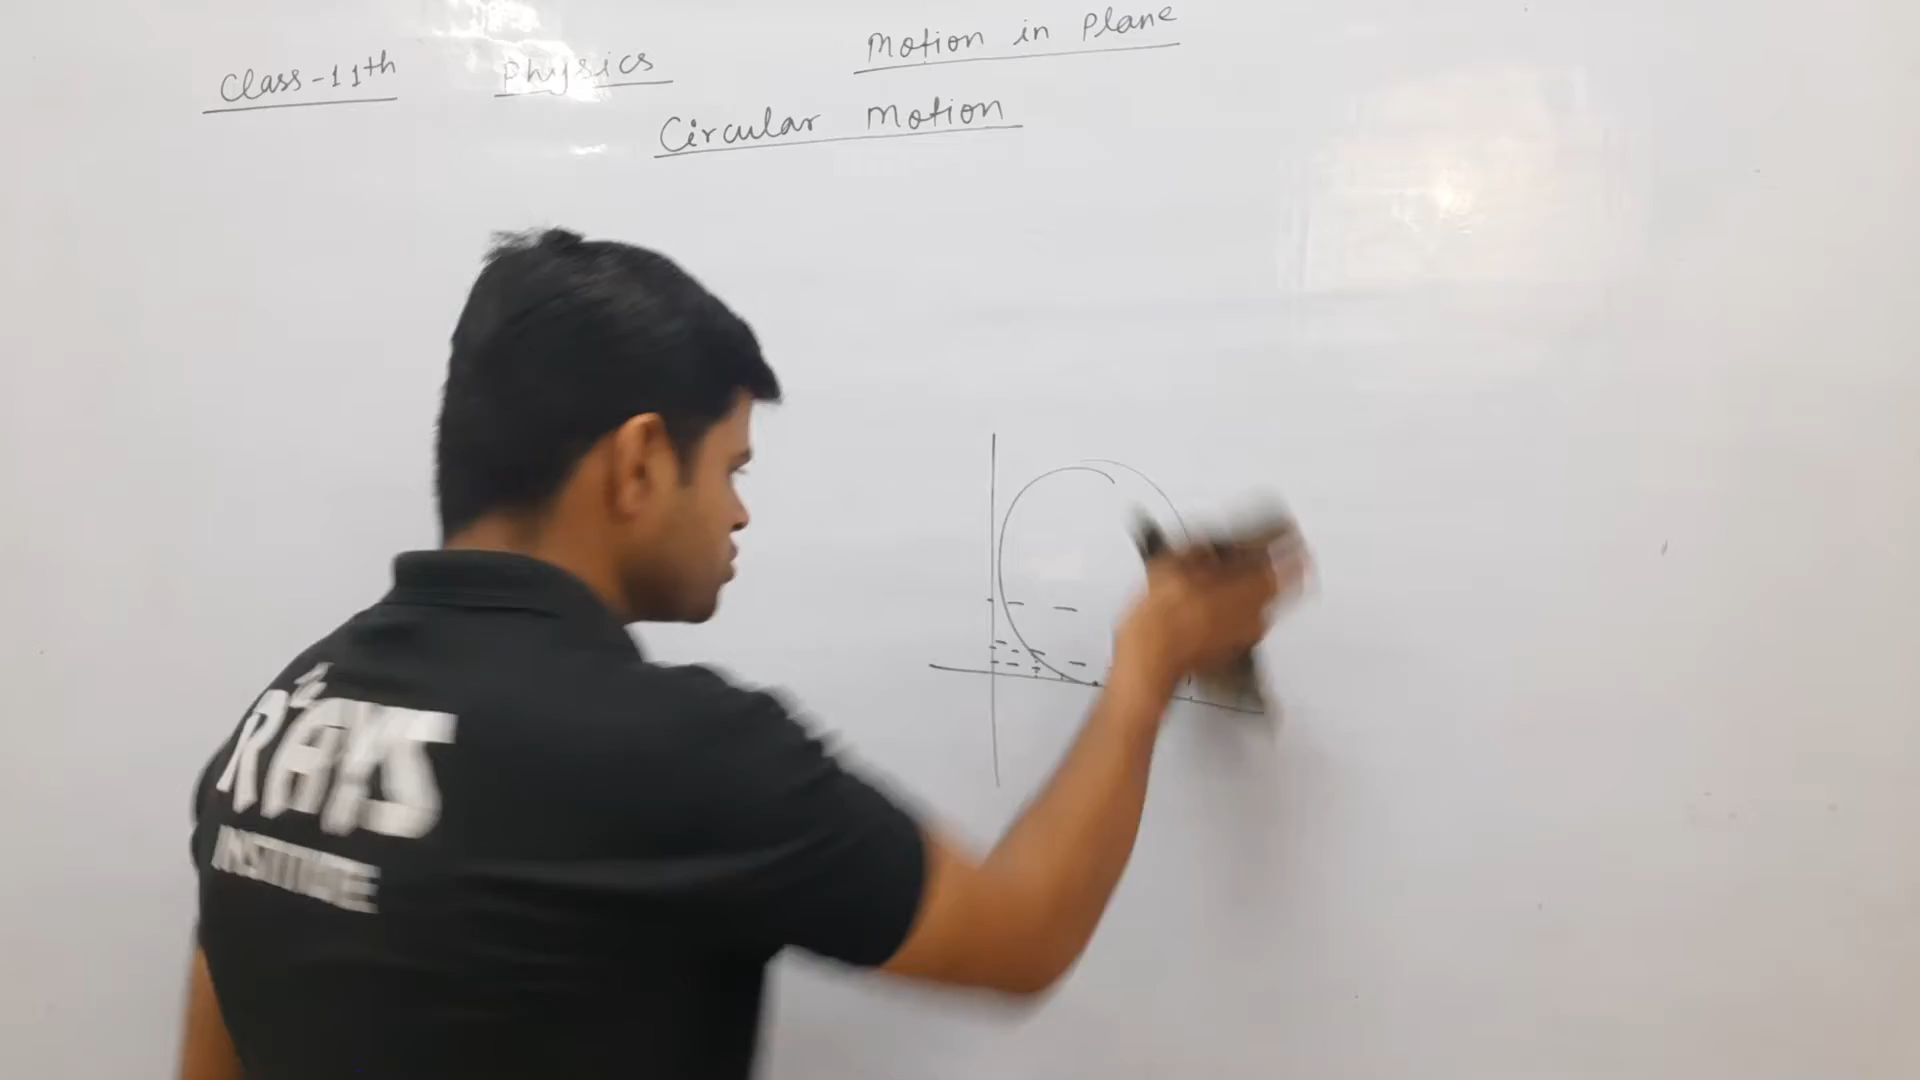 Class-11th Physics Motion in Plane
Circular Motion
RAYS
INSTITUTE